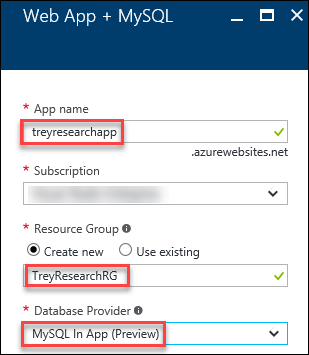 Web App + MySQL
* App name
treyresearchapp
.azurewebsites.net
* Subscription
* Resource Group
Create new Use existing
TreyResearchRG
* Database Provider
MySQL In App (Preview)